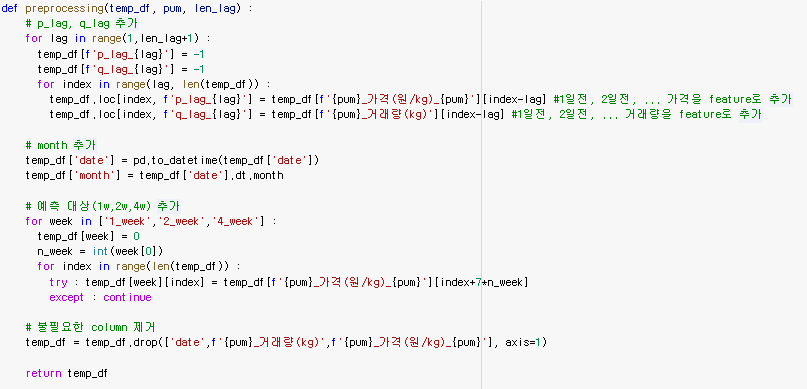 def preprocessing(temp_df, pum, len_lag) :
    # p_lag, q_lag 추가
    for lag in range(1,len_lag+1) :
      temp_df[f'p_lag_{lag}'] = -1
      temp_df[f'q_lag_{lag}'] = -1
      for index in range(lag, len(temp_df)) :
        temp_df.loc[index, f'p_lag_{lag}'] = temp_df[f'{pum}_가격(원/kg)_{pum}'][index-lag] #1일전, 2일전, ... 가격을 feature로 추가
        temp_df.loc[index, f'q_lag_{lag}'] = temp_df[f'{pum}_거래량(kg)'][index-lag] #1일전, 2일전, ... 거래량을 feature로 추가
    # month 추가
    temp_df['date'] = pd.to_datetime(temp_df['date'])
    temp_df['month'] = temp_df['date'].dt.month
    # 예측 대상(1w,2w,4w) 추가
    for week in ['1_week','2_week','4_week'] :
      temp_df[week] = 0
      n_week = int(week[0])
      for index in range(len(temp_df)) :
        try : temp_df[week][index] = temp_df[f'{pum}_가격(원/kg)_{pum}'][index+7*n_week]
        except : continue
    # 불필요한 column 제거
    temp_df = temp_df.drop(['date',f'{pum}_거래량(kg)',f'{pum}_가격(원/kg)_{pum}'], axis=1)
    return temp_df